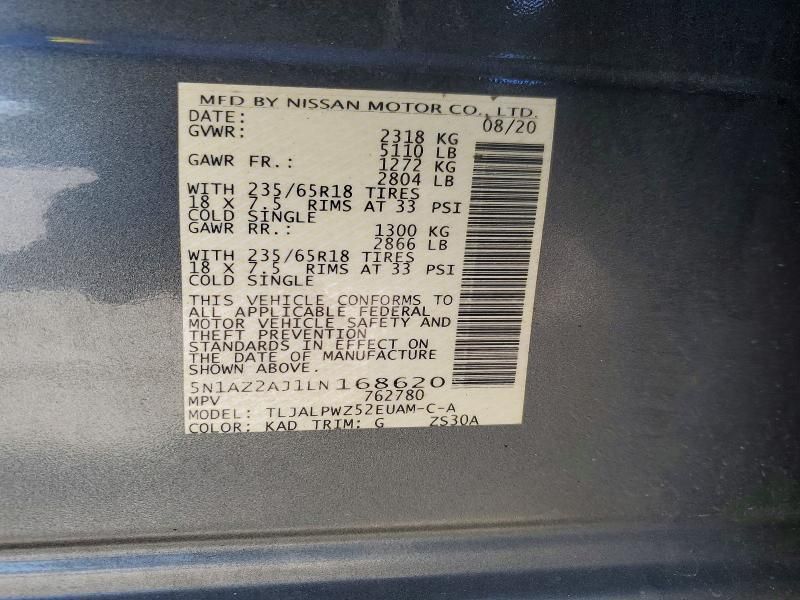 MFD BY NISSAN MOTOR CO., LTD.
DATE: 08/20
GVWR: 2318 KG
5110 LB
GAWR FR.: 1272 KG
2804 LB
WITH 235/65R18 TIRES
18 X 7.5 RIMS AT 33 PSI
COLD SINGLE
GAWR RR.: 1300 KG
2866 LB
WITH 235/65R18 TIRES
18 X 7.5 RIMS AT 33 PSI
COLD SINGLE
THIS VEHICLE CONFORMS TO
ALL APPLICABLE FEDERAL
MOTOR VEHICLE SAFETY AND
THEFT PREVENTION
STANDARDS IN EFFECT ON
THE DATE OF MANUFACTURE
SHOWN ABOVE.
5N1AZ2AJ1LN168620
MPV 762780
MODEL: TLJALPWZ52EUAM-C-A
COLOR: KAD TRIM: G ZS30A